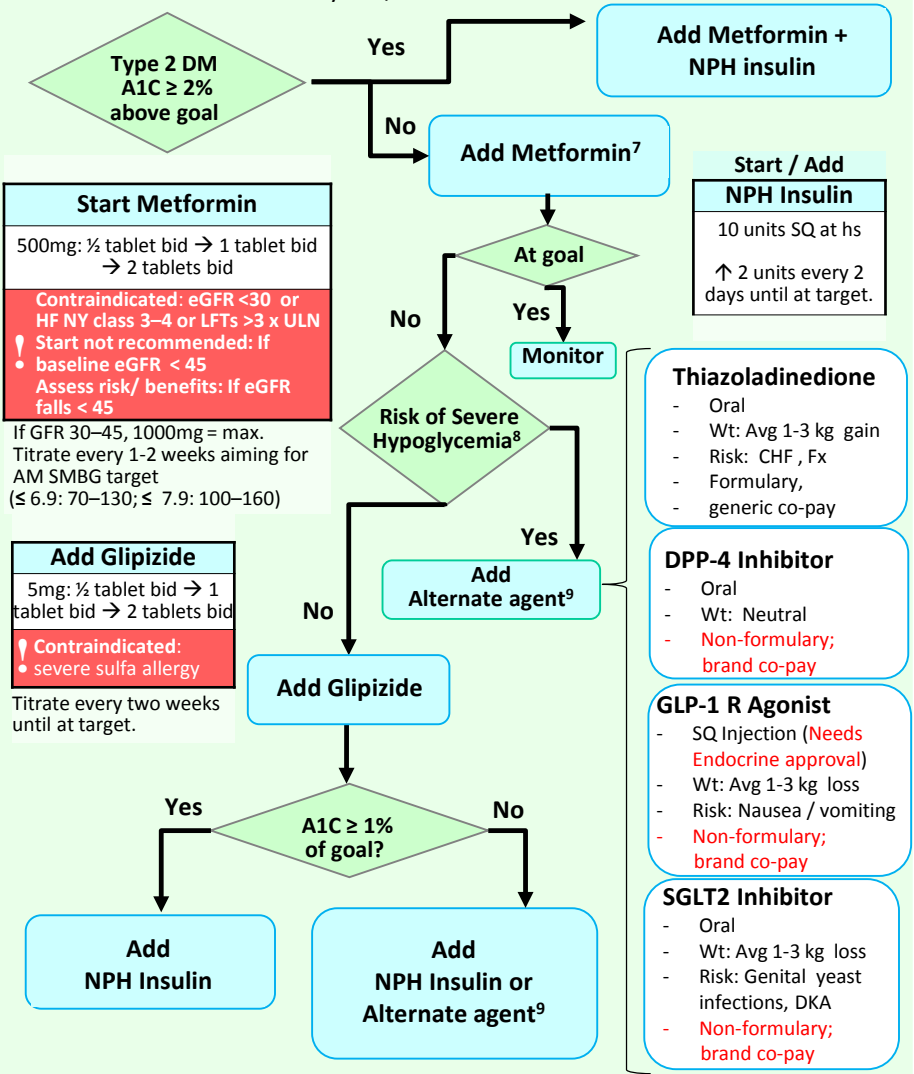 Type 2 DM
A1C ≥ 2%
above goal
Yes
Add Metformin +
NPH insulin
No
Add Metformin⁷
Start Metformin
500mg: ½ tablet bid → 1 tablet bid
→ 2 tablets bid
Contraindicated: eGFR <30 or
HF NY class 3–4 or LFTs >3 x ULN
! Start not recommended: If
baseline eGFR < 45
Assess risk/ benefits: If eGFR
falls < 45
If GFR 30–45, 1000mg = max.
Titrate every 1-2 weeks aiming for
AM SMBG target
(≤ 6.9: 70–130; ≤ 7.9: 100–160)
Start / Add
NPH Insulin
10 units SQ at hs
↑ 2 units every 2
days until at target.
At goal
No
Yes
Monitor
Risk of Severe
Hypoglycemia⁸
Yes
No
Add
Alternate agent⁹
Add Glipizide
5mg: ½ tablet bid → 1
tablet bid → 2 tablets bid
! Contraindicated:
severe sulfa allergy
Titrate every two weeks
until at target.
Add Glipizide
Yes
No
A1C ≥ 1%
of goal?
Add
NPH Insulin
Add
NPH Insulin or
Alternate agent⁹
Thiazoladinedione
- Oral
- Wt: Avg 1-3 kg gain
- Risk: CHF , Fx
- Formulary,
- generic co-pay
DPP-4 Inhibitor
- Oral
- Wt: Neutral
- Non-formulary;
brand co-pay
GLP-1 R Agonist
- SQ Injection (Needs
Endocrine approval)
- Wt: Avg 1-3 kg loss
- Risk: Nausea / vomiting
- Non-formulary;
brand co-pay
SGLT2 Inhibitor
- Oral
- Wt: Avg 1-3 kg loss
- Risk: Genital yeast
infections, DKA
- Non-formulary;
brand co-pay